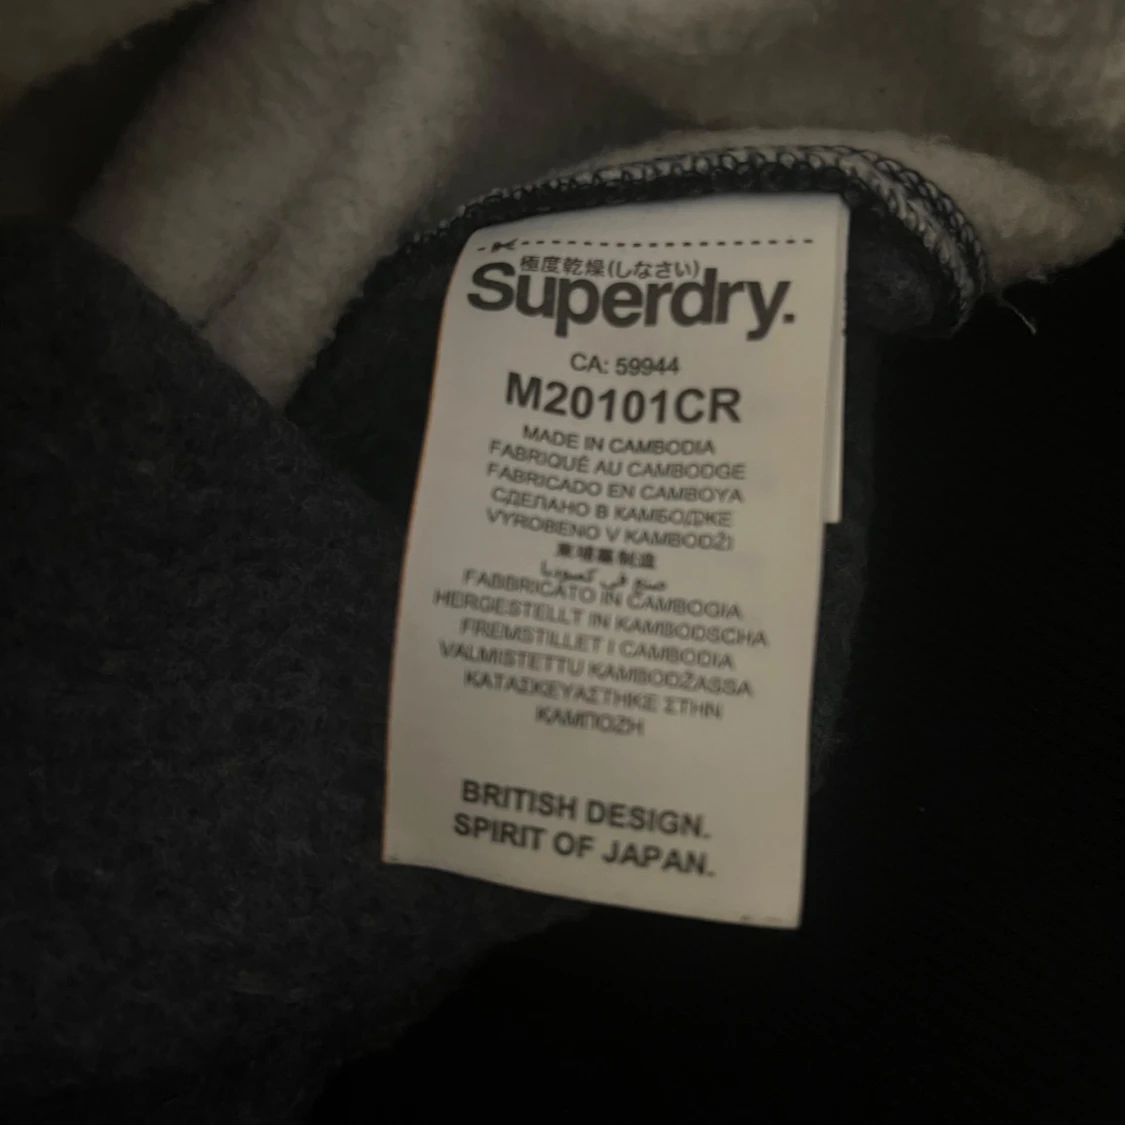 極度乾燥(しなさい)
Superdry.
CA: 59944
M20101CR
MADE IN CAMBODIA
FABRIQUÉ AU CAMBODGE
FABRICADO EN CAMBOYA
СДЕЛАНО В КАМБОДЖЕ
VYROBENO V KAMBODŽI
柬埔寨制造
صنع في كمبوديا
FABBRICATO IN CAMBOGIA
HERGESTELLT IN KAMBODSCHA
FREMSTILLET I CAMBODIA
VALMISTETTU KAMBODŽASSA
ΚΑΤΑΣΚΕΥΑΣΤΗΚΕ ΣΤΗΝ
ΚΑΜΠΟΖΗ
BRITISH DESIGN.
SPIRIT OF JAPAN.